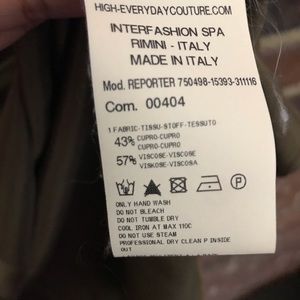 HIGH-EVERYDAYCOUTURE.COM
INTERFASHION SPA
RIMINI - ITALY
MADE IN ITALY
Mod. REPORTER 750498-15393-311116
Com. 00404
1 FABRIC-TISSU-STOFF-TESSUTO
43% CUPRO-CUPRO
CUPRO-CUPRO
57% VISCOSE-VISCOSE
VISKOSE-VISCOSA
P
ONLY HAND WASH
DO NOT BLEACH
DO NOT TUMBLE DRY
COOL IRON AT MAX 110C
DO NOT USE STEAM
PROFESSIONAL DRY CLEAN P INSIDE
OUT